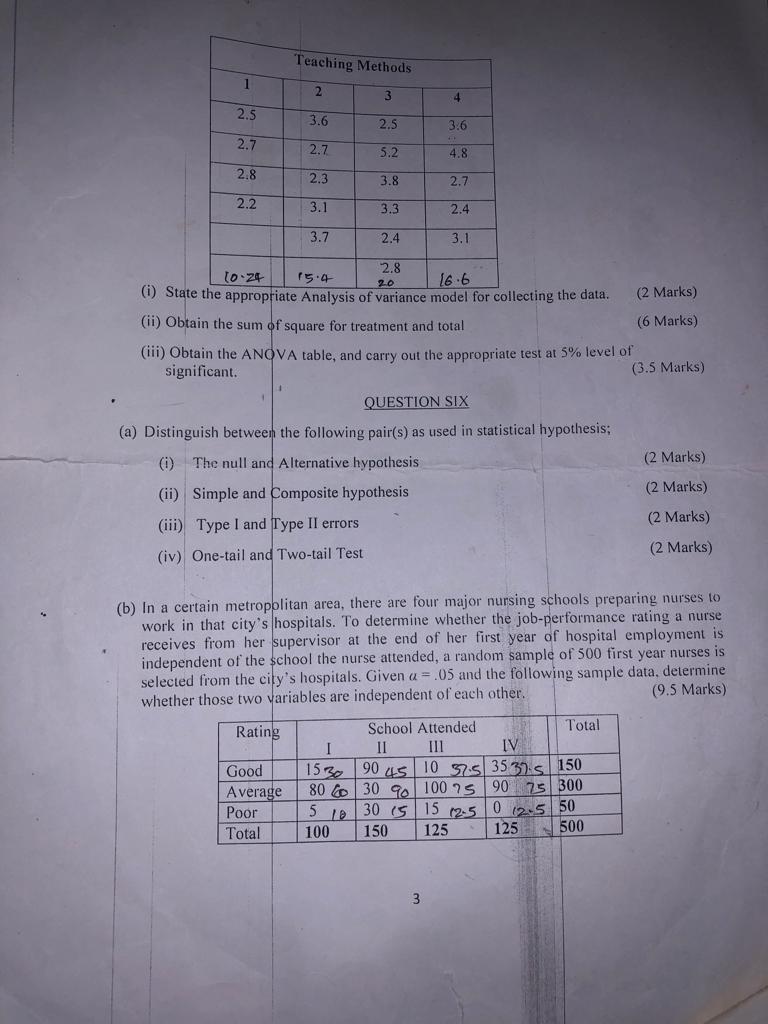 Teaching Methods
1 2 3 4
2.5 3.6 2.5 3.6
2.7 2.7 5.2 4.8
2.8 2.3 3.8 2.7
2.2 3.1 3.3 2.4
3.7 2.4 3.1
2.8
10.24 15.4 20 16.6
(i) State the appropriate Analysis of variance model for collecting the data. (2 Marks)
(ii) Obtain the sum of square for treatment and total (6 Marks)
(iii) Obtain the ANOVA table, and carry out the appropriate test at 5% level of
significant. (3.5 Marks)
QUESTION SIX
(a) Distinguish between the following pair(s) as used in statistical hypothesis;
(i) The null and Alternative hypothesis (2 Marks)
(ii) Simple and Composite hypothesis (2 Marks)
(iii) Type I and Type II errors (2 Marks)
(iv) One-tail and Two-tail Test (2 Marks)
(b) In a certain metropolitan area, there are four major nursing schools preparing nurses to
work in that city's hospitals. To determine whether the job-performance rating a nurse
receives from her supervisor at the end of her first year of hospital employment is
independent of the school the nurse attended, a random sample of 500 first year nurses is
selected from the city's hospitals. Given α = .05 and the following sample data, determine
whether those two variables are independent of each other. (9.5 Marks)
Rating School Attended Total
I II III IV
Good 15 30 90 45 10 37.5 35 37.5 150
Average 80 60 30 90 100 75 90 75 300
Poor 5 10 30 15 15 12.5 0 12.5 50
Total 100 150 125 125 500
3